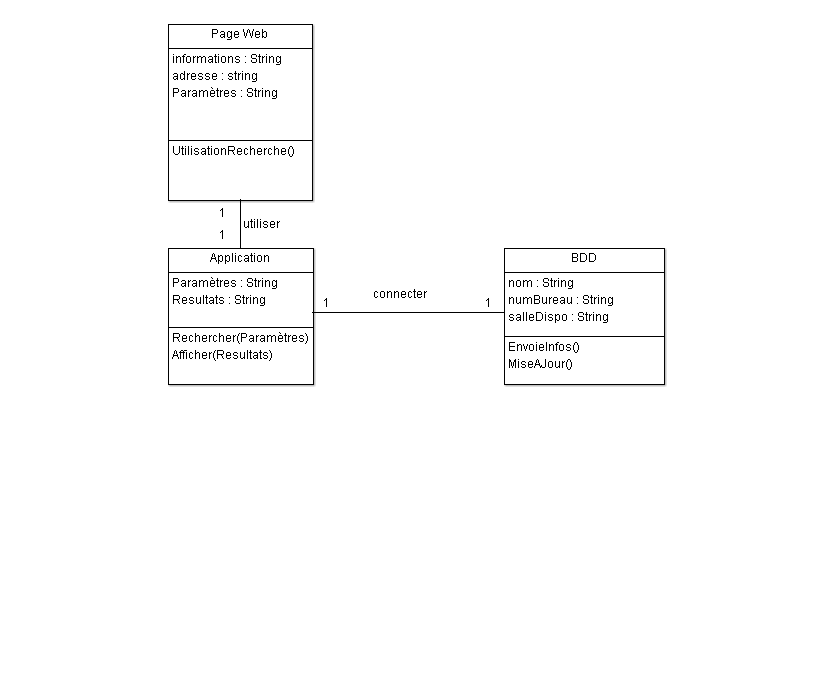 Page Web
informations : String
adresse : string
Paramètres : String
UtilisationRecherche()
1
utiliser
1
Application
Paramètres : String
Resultats : String
Rechercher(Paramètres)
Afficher(Resultats)
1
connecter
1
BDD
nom : String
numBureau : String
salleDispo : String
EnvoieInfos()
MiseAJour()